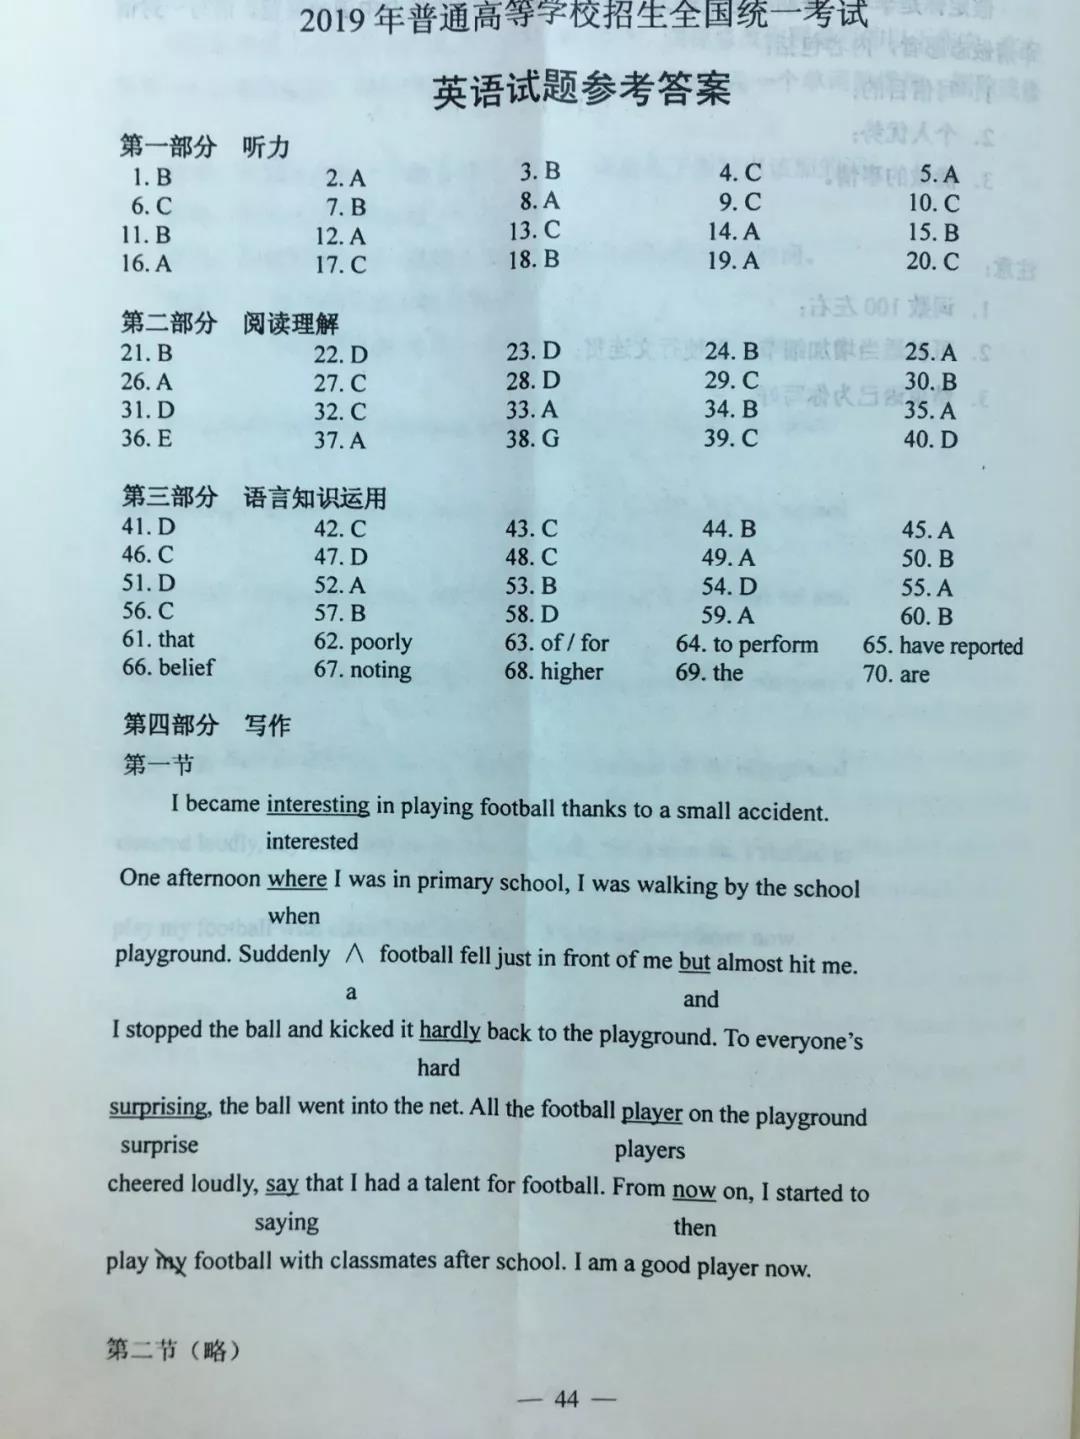 2019年普通高等学校招生全国统一考试
英语试题参考答案
第一部分 听力
1. B 2. A 3. B 4. C 5. A
6. C 7. B 8. A 9. C 10. C
11. B 12. A 13. C 14. A 15. B
16. A 17. C 18. B 19. A 20. C
第二部分 阅读理解
21. B 22. D 23. D 24. B 25. A
26. A 27. C 28. D 29. C 30. B
31. D 32. C 33. A 34. B 35. A
36. E 37. A 38. G 39. C 40. D
第三部分 语言知识运用
41. D 42. C 43. C 44. B 45. A
46. C 47. D 48. C 49. A 50. B
51. D 52. A 53. B 54. D 55. A
56. C 57. B 58. D 59. A 60. B
61. that 62. poorly 63. of / for 64. to perform 65. have reported
66. belief 67. noting 68. higher 69. the 70. are
第四部分 写作
第一节
I became interesting in playing football thanks to a small accident.
interested
One afternoon where I was in primary school, I was walking by the school
when
playground. Suddenly ∧ football fell just in front of me but almost hit me.
a and
I stopped the ball and kicked it hardly back to the playground. To everyone's
hard
surprising, the ball went into the net. All the football player on the playground
surprise players
cheered loudly, say that I had a talent for football. From now on, I started to
saying then
play my football with classmates after school. I am a good player now.
第二节（略）
— 44 —